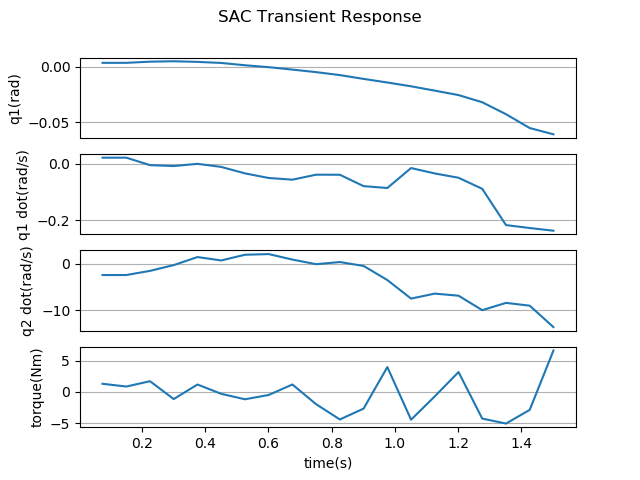 SAC Transient Response
q1(rad)
0.00
−0.05
q1 dot(rad/s)
0.0
−0.2
q2 dot(rad/s)
0
−10
torque(Nm)
5
0
−5
0.2 0.4 0.6 0.8 1.0 1.2 1.4
time(s)